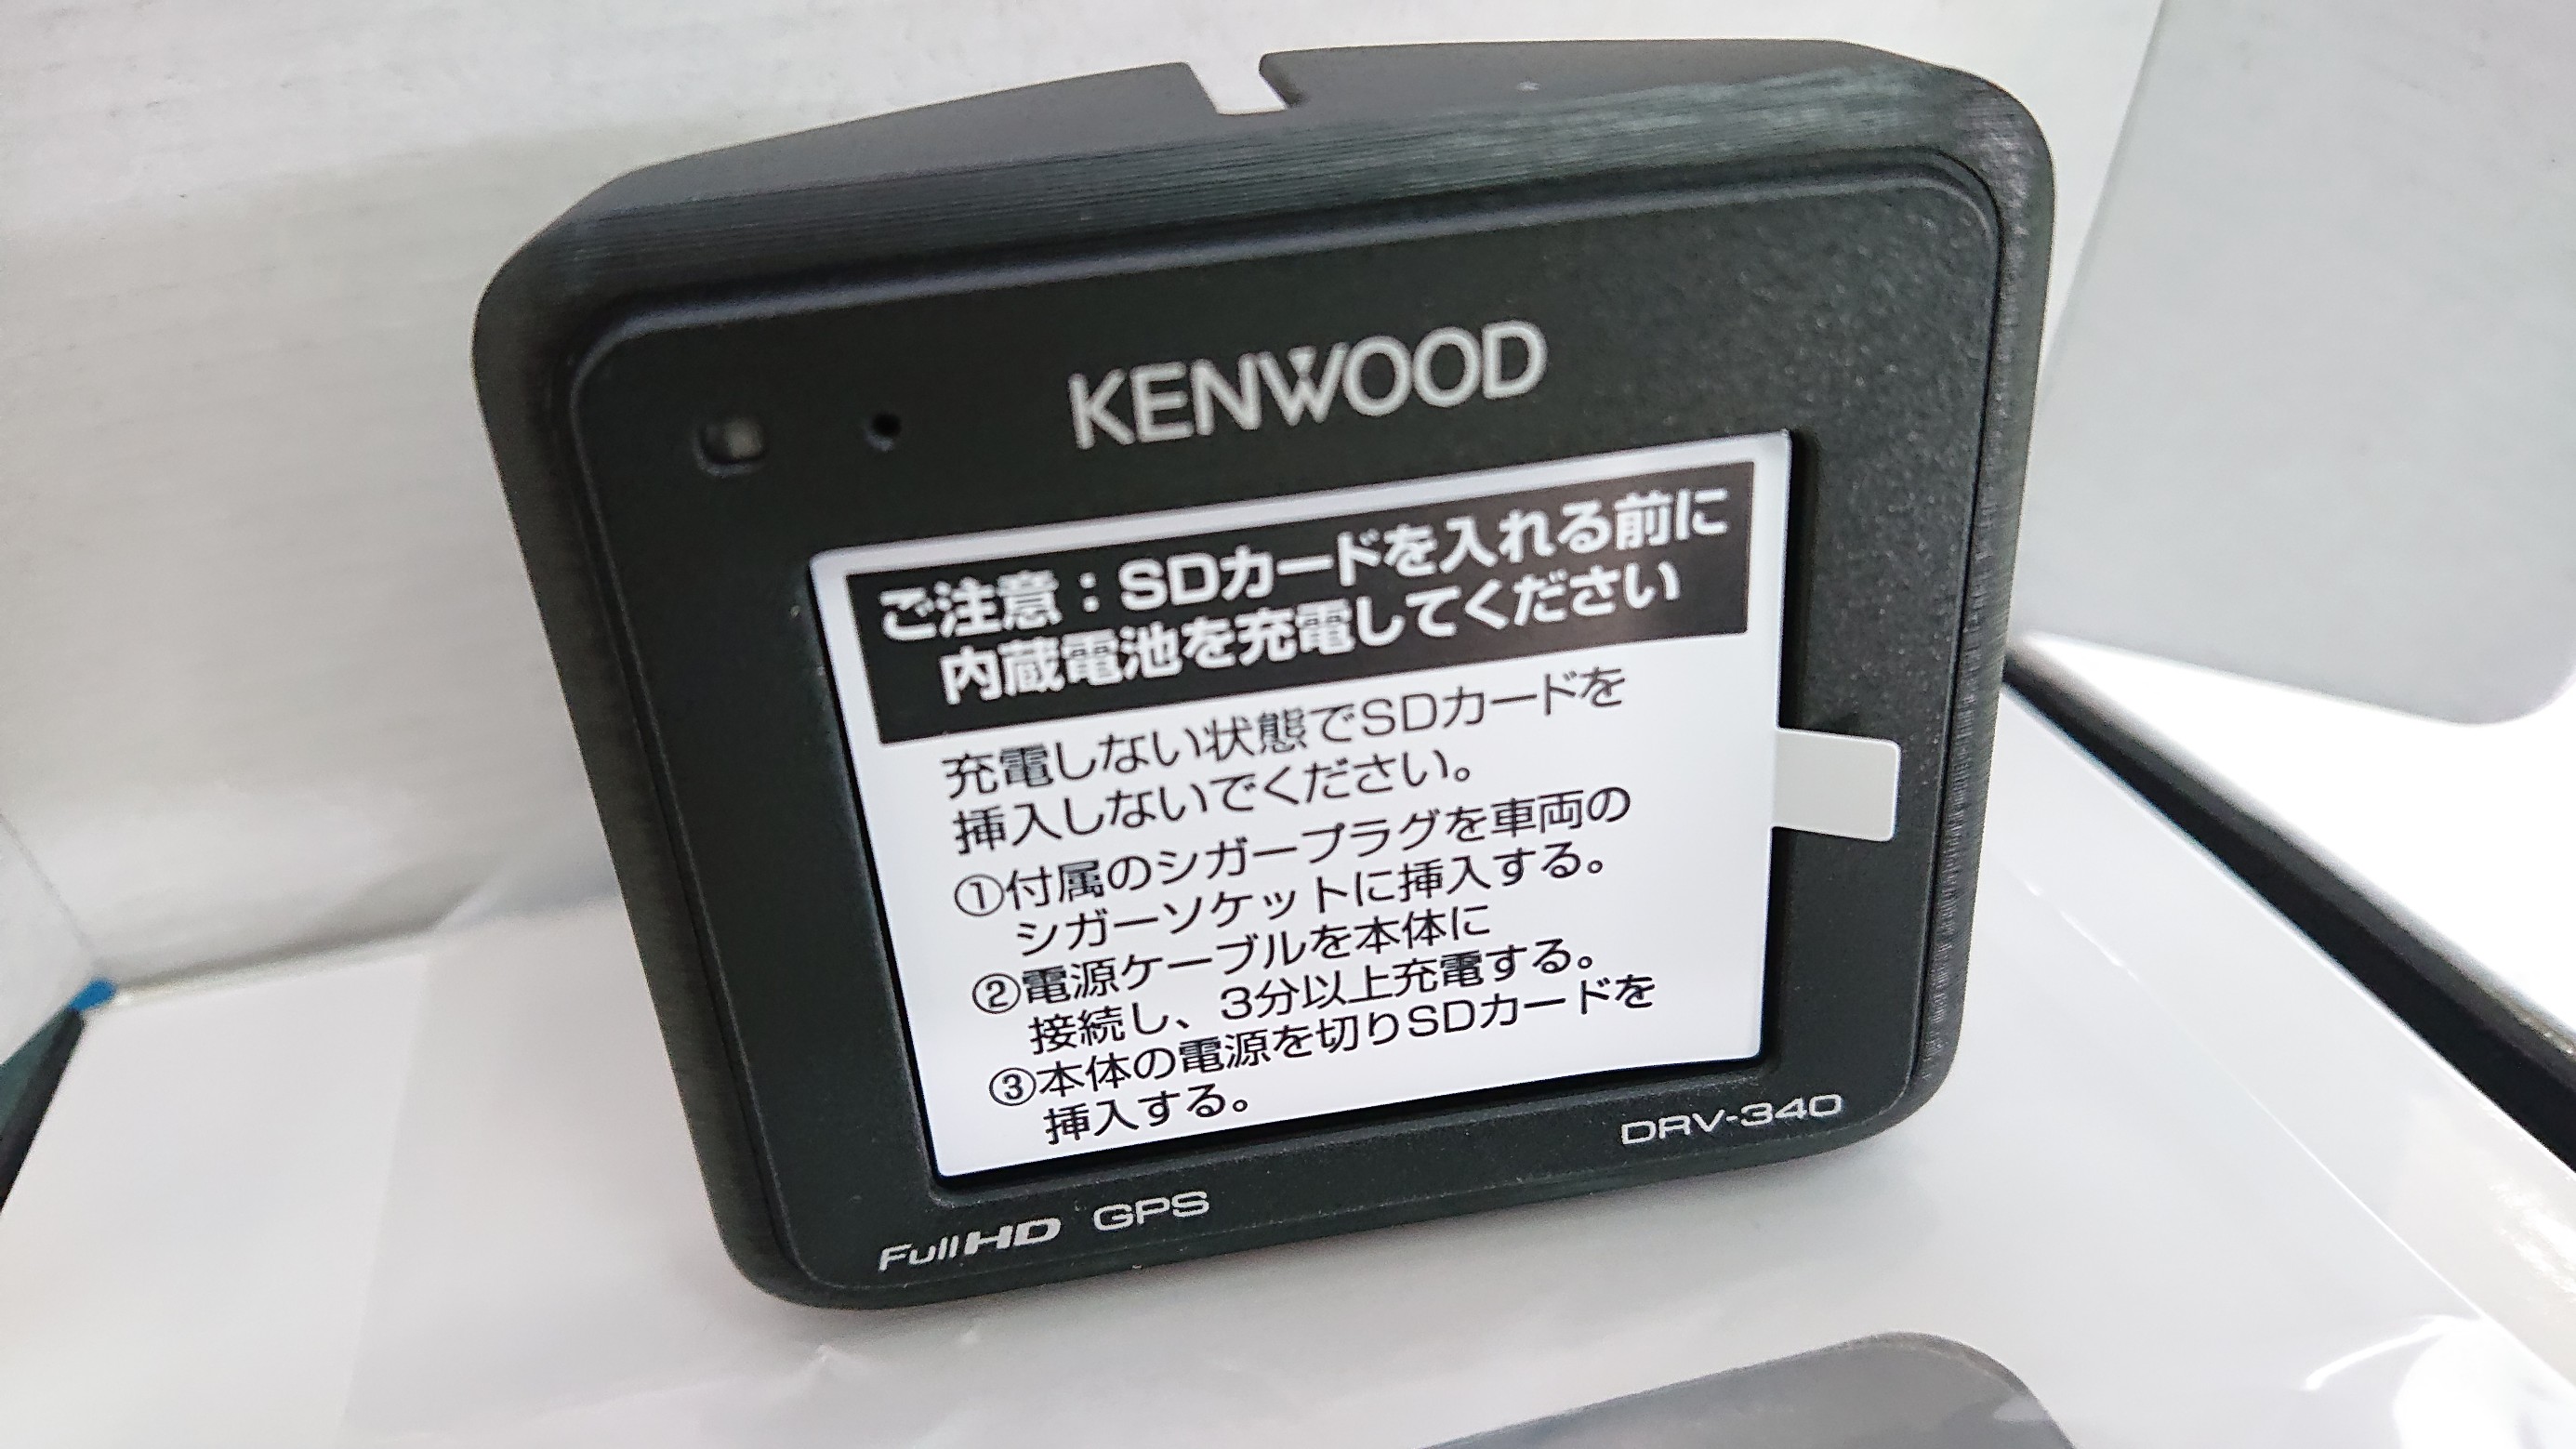 KENWOOD
ご注意：SDカードを入れる前に
内蔵電池を充電してください
充電しない状態でSDカードを
挿入しないでください。
①付属のシガープラグを車両の
シガーソケットに挿入する。
②電源ケーブルを本体に
接続し、3分以上充電する。
③本体の電源を切りSDカードを
挿入する。
DRV-340
Full HD GPS